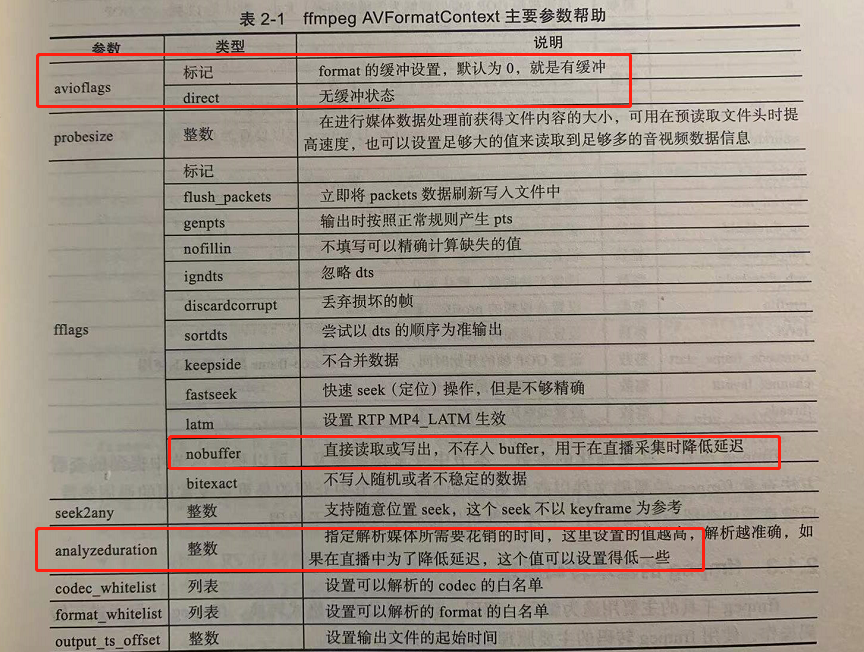 表 2-1 ffmpeg AVFormatContext 主要参数帮助
参数 类型 说明
avioflags 标记 format 的缓冲设置，默认为 0，就是有缓冲
direct 无缓冲状态
probesize 整数 在进行媒体数据处理前获得文件内容的大小，可用在预读取文件头时提
高速度，也可以设置足够大的值来读取到足够多的音视频数据信息
fflags 标记
flush_packets 立即将 packets 数据刷新写入文件中
genpts 输出时按照正常规则产生 pts
nofillin 不填写可以精确计算缺失的值
igndts 忽略 dts
discardcorrupt 丢弃损坏的帧
sortdts 尝试以 dts 的顺序为准输出
keepside 不合并数据
fastseek 快速 seek（定位）操作，但是不够精确
latm 设置 RTP MP4_LATM 生效
nobuffer 直接读取或写出，不存入 buffer，用于在直播采集时降低延迟
bitexact 不写入随机或者不稳定的数据
seek2any 整数 支持随意位置 seek，这个 seek 不以 keyframe 为参考
analyzeduration 整数 指定解析媒体所需要花销的时间，这里设置的值越高，解析越准确，如
果在直播中为了降低延迟，这个值可以设置得低一些
codec_whitelist 列表 设置可以解析的 codec 的白名单
format_whitelist 列表 设置可以解析的 format 的白名单
output_ts_offset 整数 设置输出文件的起始时间